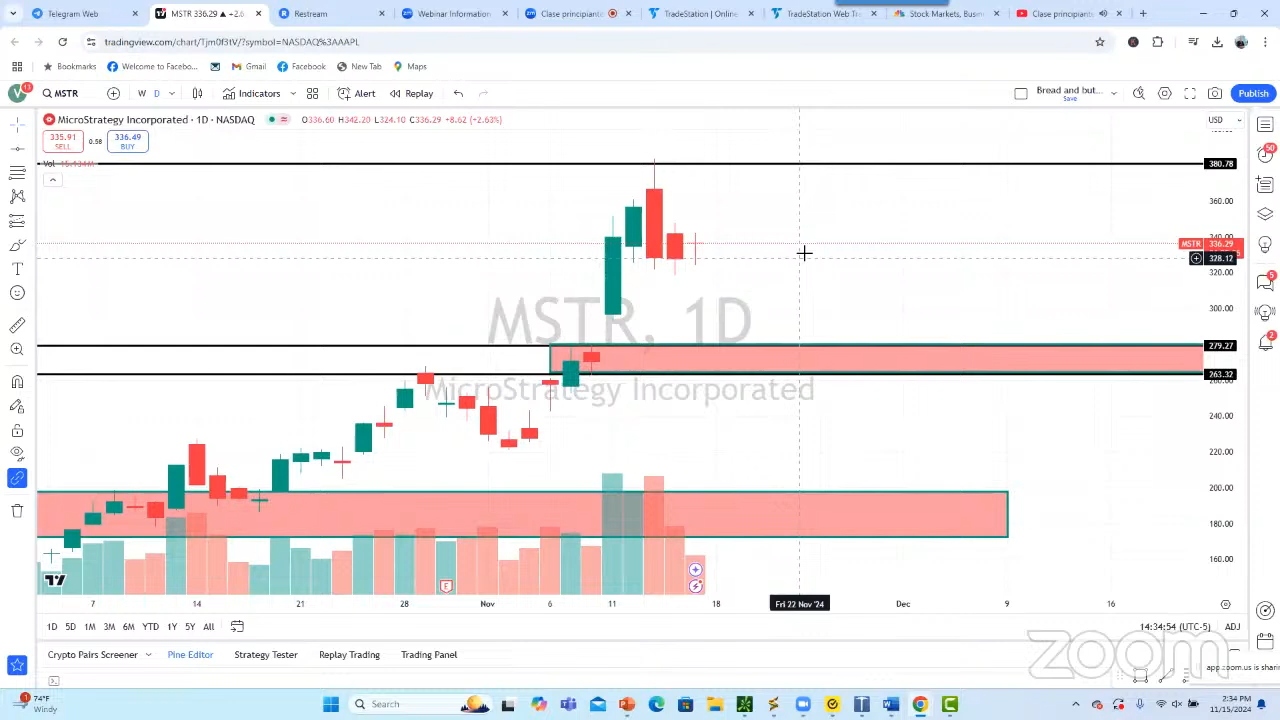 Telegram Web
MSTR 336.29 ▲ +2.6
Restream
Webinar Information
Clase principiante
TradeStation | Online
TradeStation Web Tr
Stock Markets, Busin
Clase principiante
tradingview.com/chart/Tjm0f3tV/?symbol=NASDAQ%3AAAPL
Bookmarks
Welcome to Facebo...
Gmail
Facebook
New Tab
Maps
V
MSTR
W
D
Indicators
Alert
Replay
Bread and but...
Save
Publish
MicroStrategy Incorporated · 1D · NASDAQ
O336.60 H342.20 L324.10 C336.29 +8.62 (+2.63%)
USD
335.91
SELL
0.58
336.49
BUY
Vol 15.134M
380.78
360.00
340.00
MSTR 336.29
328.12
320.00
300.00
279.27
263.32
260.00
240.00
220.00
200.00
180.00
160.00
MSTR, 1D
MicroStrategy Incorporated
E
7
14
21
28
Nov
6
11
18
Fri 22 Nov '24
Dec
9
16
1D
5D
1M
3M
6M
YTD
1Y
5Y
All
14:34:54 (UTC-5)
ADJ
Crypto Pairs Screener
Pine Editor
Strategy Tester
Replay Trading
Trading Panel
zoom
app.zoom.us is sharin
74°F
Windy
Search
2:34 PM
11/15/2024